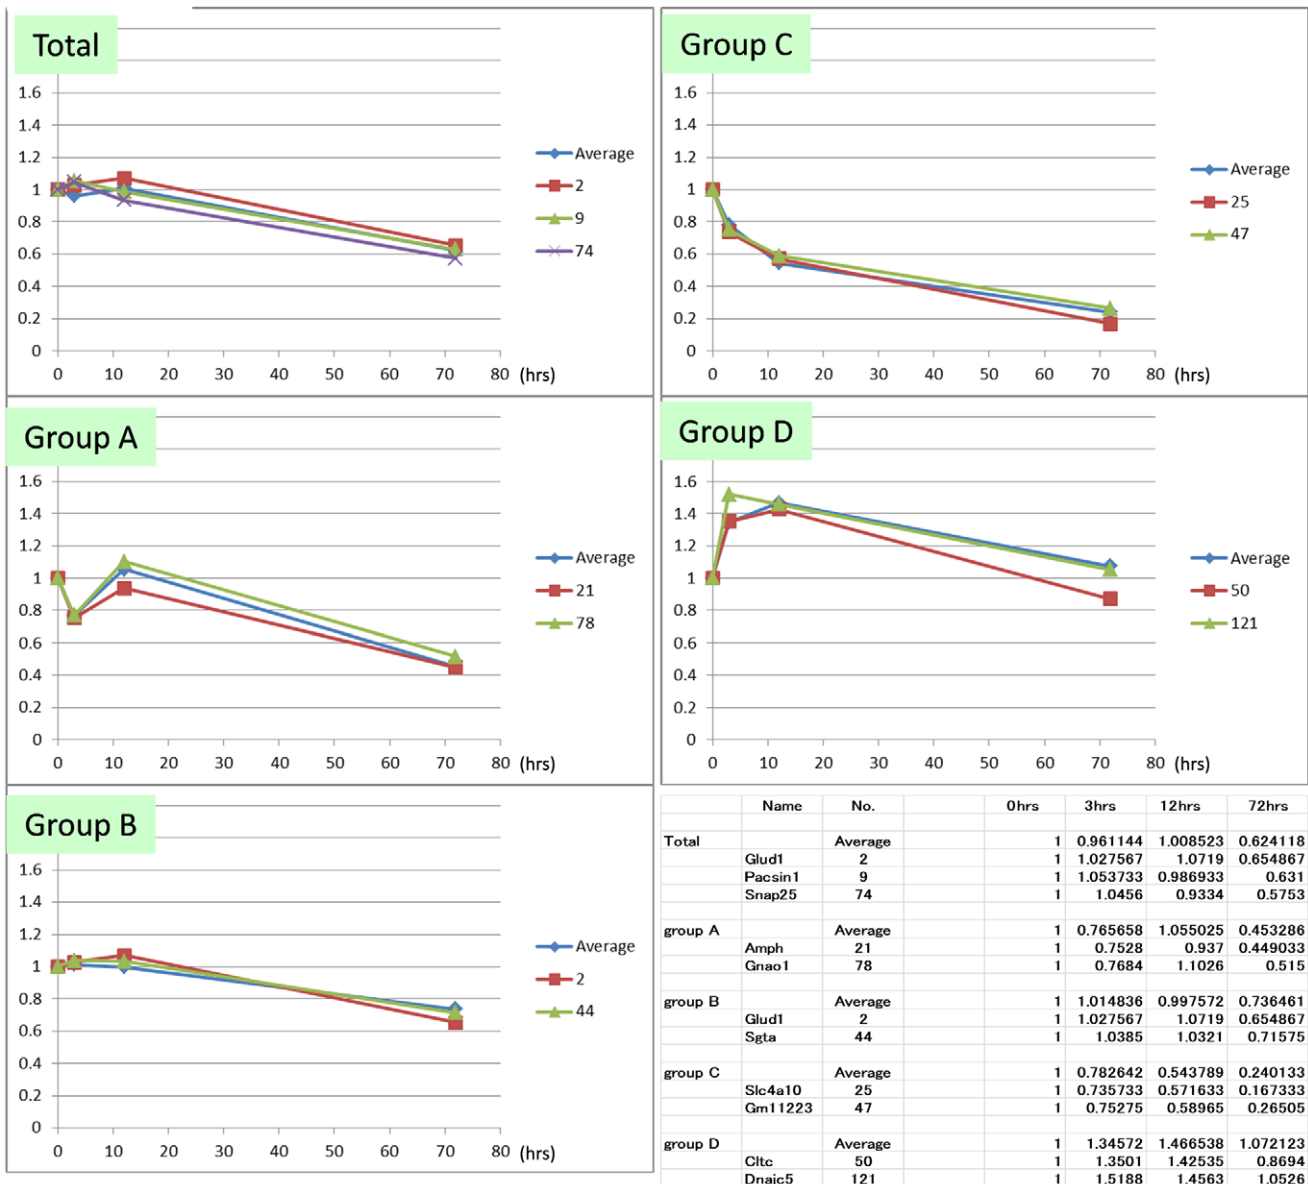 Total
1.6
1.4
1.2
1
0.8
0.6
0.4
0.2
0
0 10 20 30 40 50 60 70 80 (hrs)
Average
2
9
74
Group C
1.6
1.4
1.2
1
0.8
0.6
0.4
0.2
0
0 10 20 30 40 50 60 70 80 (hrs)
Average
25
47
Group A
1.6
1.4
1.2
1
0.8
0.6
0.4
0.2
0
0 10 20 30 40 50 60 70 80 (hrs)
Average
21
78
Group D
1.6
1.4
1.2
1
0.8
0.6
0.4
0.2
0
0 10 20 30 40 50 60 70 80 (hrs)
Average
50
121
Group B
1.6
1.4
1.2
1
0.8
0.6
0.4
0.2
0
0 10 20 30 40 50 60 70 80 (hrs)
Average
2
44
Name No. 0hrs 3hrs 12hrs 72hrs
Total Average 1 0.961144 1.008523 0.624118
Glud1 2 1 1.027567 1.0719 0.654867
Pacsin1 9 1 1.053733 0.986933 0.631
Snap25 74 1 1.0456 0.9334 0.5753
group A Average 1 0.765658 1.055025 0.453286
Amph 21 1 0.7528 0.937 0.449033
Gnao1 78 1 0.7684 1.1026 0.515
group B Average 1 1.014836 0.997572 0.736461
Glud1 2 1 1.027567 1.0719 0.654867
Sgta 44 1 1.0385 1.0321 0.71575
group C Average 1 0.782642 0.543789 0.240133
Slc4a10 25 1 0.735733 0.571633 0.167333
Gm11223 47 1 0.75275 0.58965 0.26505
group D Average 1 1.34572 1.466538 1.072123
Cltc 50 1 1.3501 1.42535 0.8694
Dnajc5 121 1 1.5188 1.4563 1.0526